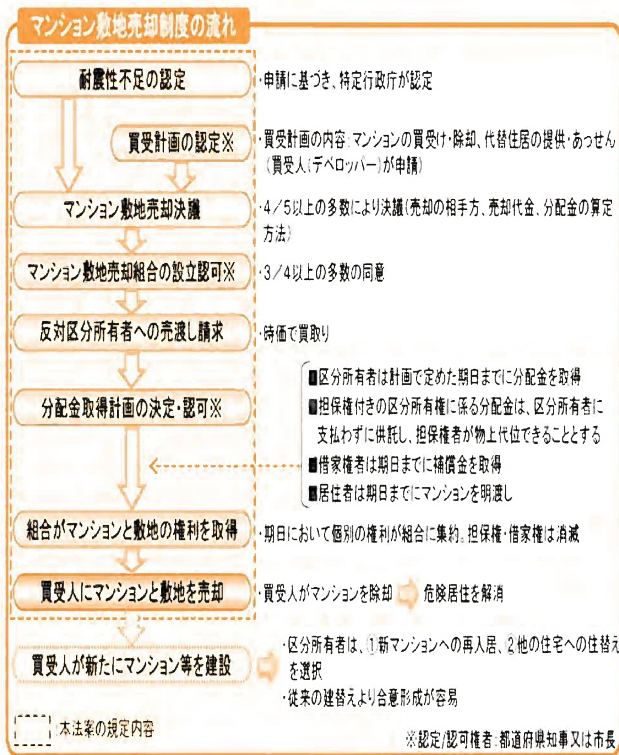 マンション敷地売却制度の流れ
耐震性不足の認定
・申請に基づき、特定行政庁が認定
買受計画の認定※
・買受計画の内容:マンションの買受け・除却、代替住居の提供・あっせん
(買受人(デベロッパー)が申請)
マンション敷地売却決議
・4/5以上の多数により決議(売却の相手方、売却代金、分配金の算定
方法)
マンション敷地売却組合の設立認可※
・3/4以上の多数の同意
反対区分所有者への売渡し請求
・時価で買取り
分配金取得計画の決定・認可※
■区分所有者は計画で定めた期日までに分配金を取得
■担保権付きの区分所有権に係る分配金は、区分所有者に
支払わずに供託し、担保権者が物上代位できることとする
■借家権者は期日までに補償金を取得
■居住者は期日までにマンションを明渡し
組合がマンションと敷地の権利を取得
・期日において個別の権利が組合に集約。担保権・借家権は消滅
買受人にマンションと敷地を売却
・買受人がマンションを除却 ⇨ 危険居住を解消
買受人が新たにマンション等を建設
・区分所有者は、①新マンションへの再入居、②他の住宅への住替え
を選択
・従来の建替えより合意形成が容易
:本法案の規定内容
※認定/認可権者:都道府県知事又は市長